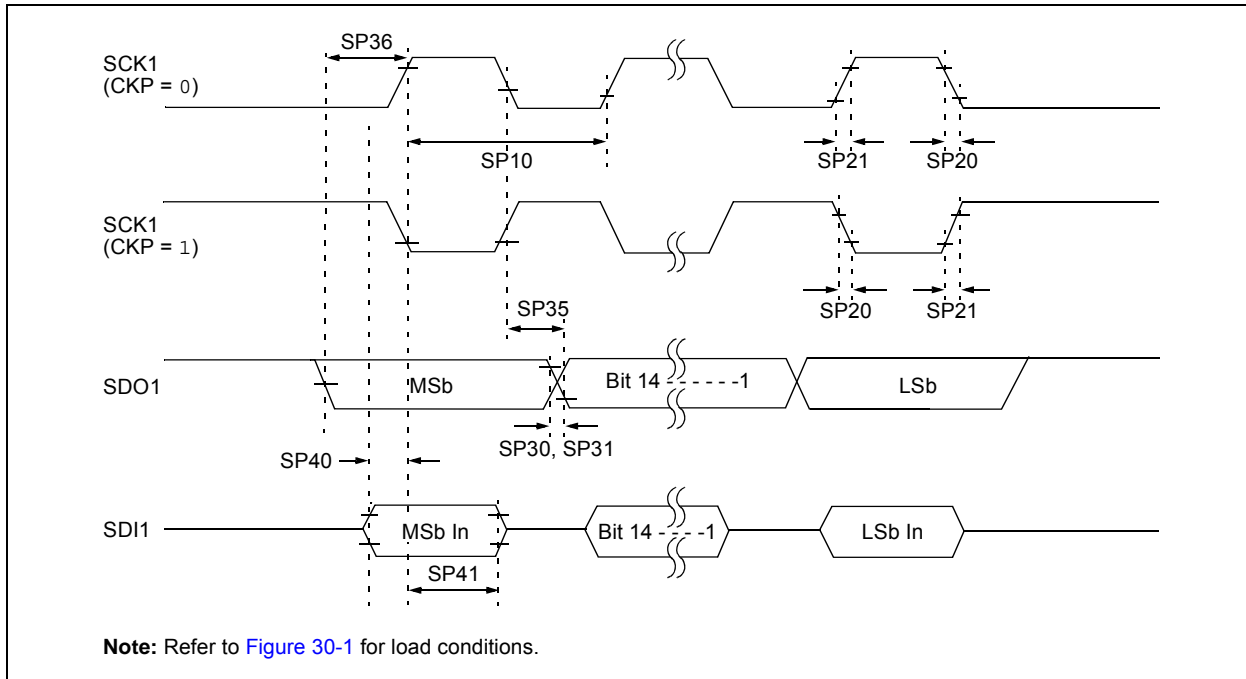 SP36
SCK1
(CKP = 0)
SP10
SP21
SP20
SCK1
(CKP = 1)
SP35
SP20
SP21
SDO1
MSb
Bit 14 - - - - - -1
LSb
SP30, SP31
SP40
SDI1
MSb In
Bit 14 - - - -1
LSb In
SP41
Note: Refer to Figure 30-1 for load conditions.